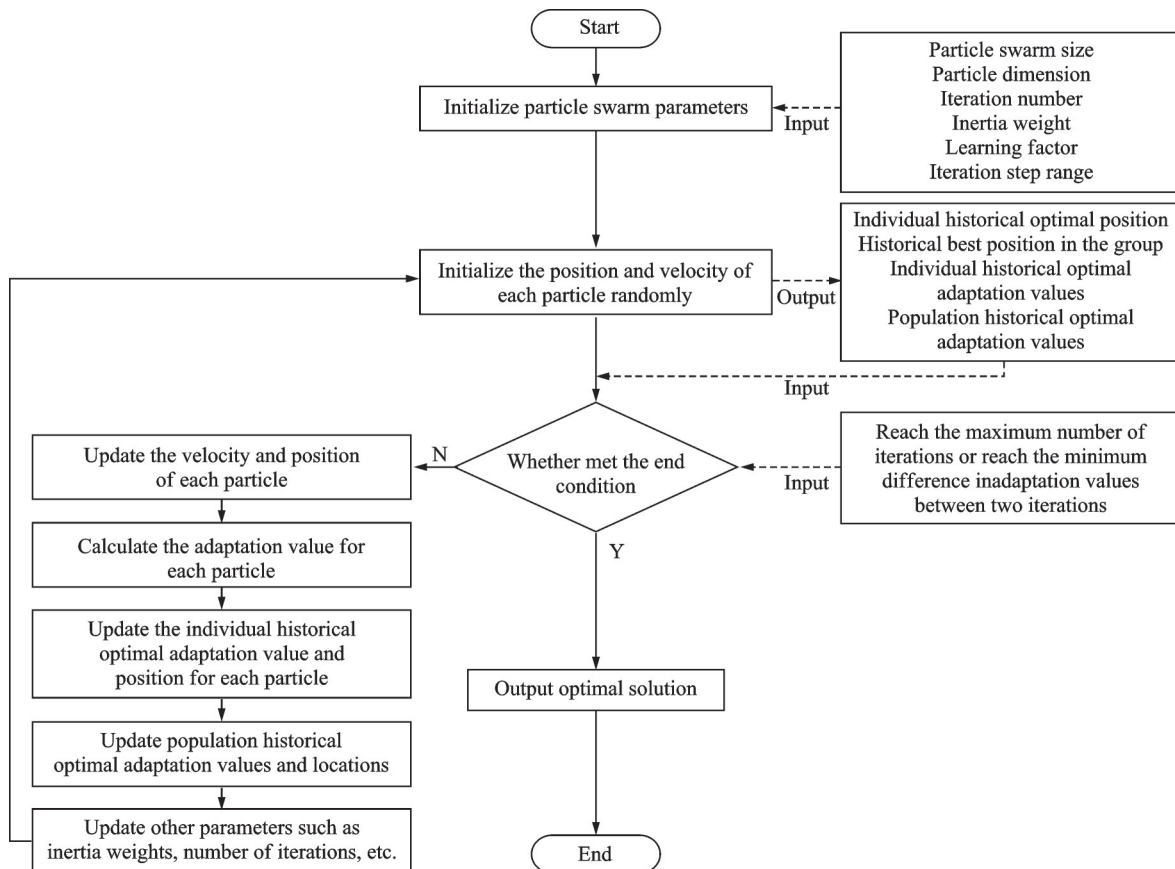 Start
Initialize particle swarm parameters
Input
Particle swarm size
Particle dimension
Iteration number
Inertia weight
Learning factor
Iteration step range
Initialize the position and velocity of
each particle randomly
Output
Individual historical optimal position
Historical best position in the group
Individual historical optimal
adaptation values
Population historical optimal
adaptation values
Input
Whether met the end
condition
Input
Reach the maximum number of
iterations or reach the minimum
difference inadaptation values
between two iterations
N
Update the velocity and position
of each particle
Calculate the adaptation value for
each particle
Update the individual historical
optimal adaptation value and
position for each particle
Update population historical
optimal adaptation values and locations
Update other parameters such as
inertia weights, number of iterations, etc.
Y
Output optimal solution
End